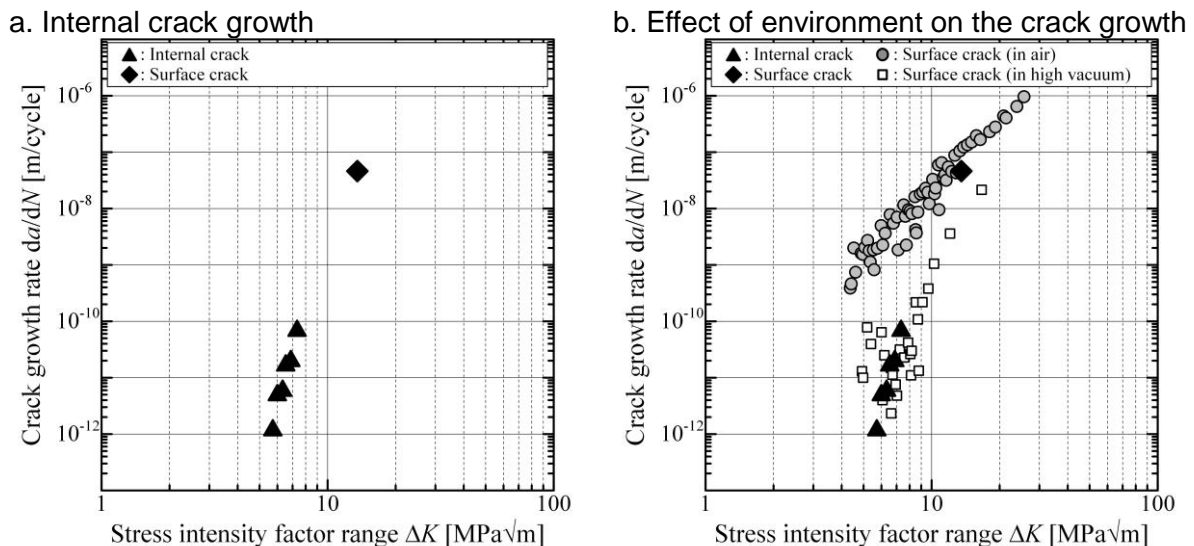 a. Internal crack growth
▲: Internal crack
◆: Surface crack
10⁻⁶
10⁻⁸
10⁻¹⁰
10⁻¹²
Crack growth rate da/dN [m/cycle]
1
10
100
Stress intensity factor range ΔK [MPa√m]
b. Effect of environment on the crack growth
▲: Internal crack
◆: Surface crack
●: Surface crack (in air)
□: Surface crack (in high vacuum)
10⁻⁶
10⁻⁸
10⁻¹⁰
10⁻¹²
Crack growth rate da/dN [m/cycle]
1
10
100
Stress intensity factor range ΔK [MPa√m]